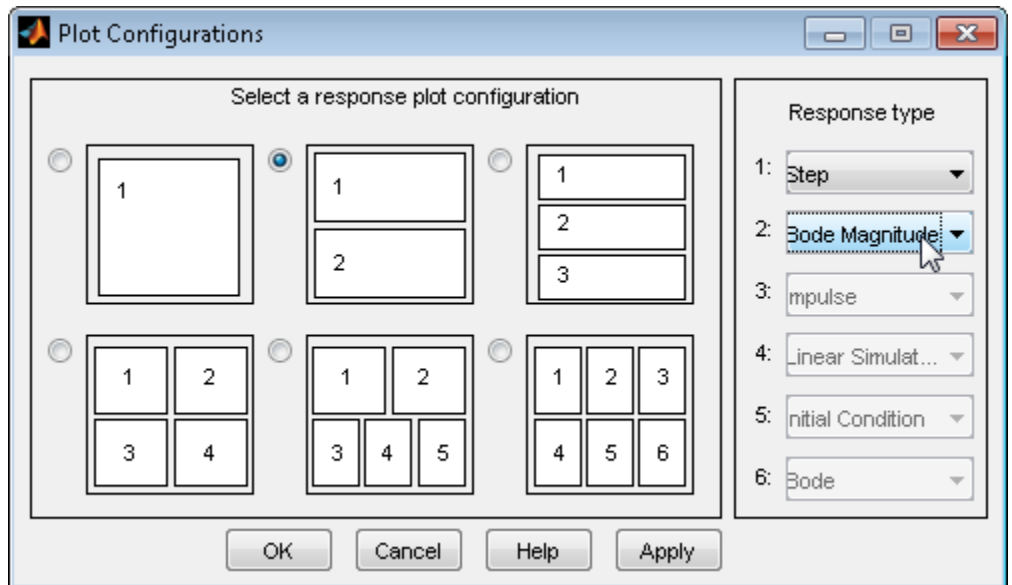 Plot Configurations
Select a response plot configuration
1
1
2
1
2
3
1 2
3 4
1 2
3 4 5
1 2 3
4 5 6
Response type
1: Step
2: Bode Magnitude
3: mpulse
4: Linear Simulat...
5: nitial Condition
6: Bode
OK Cancel Help Apply